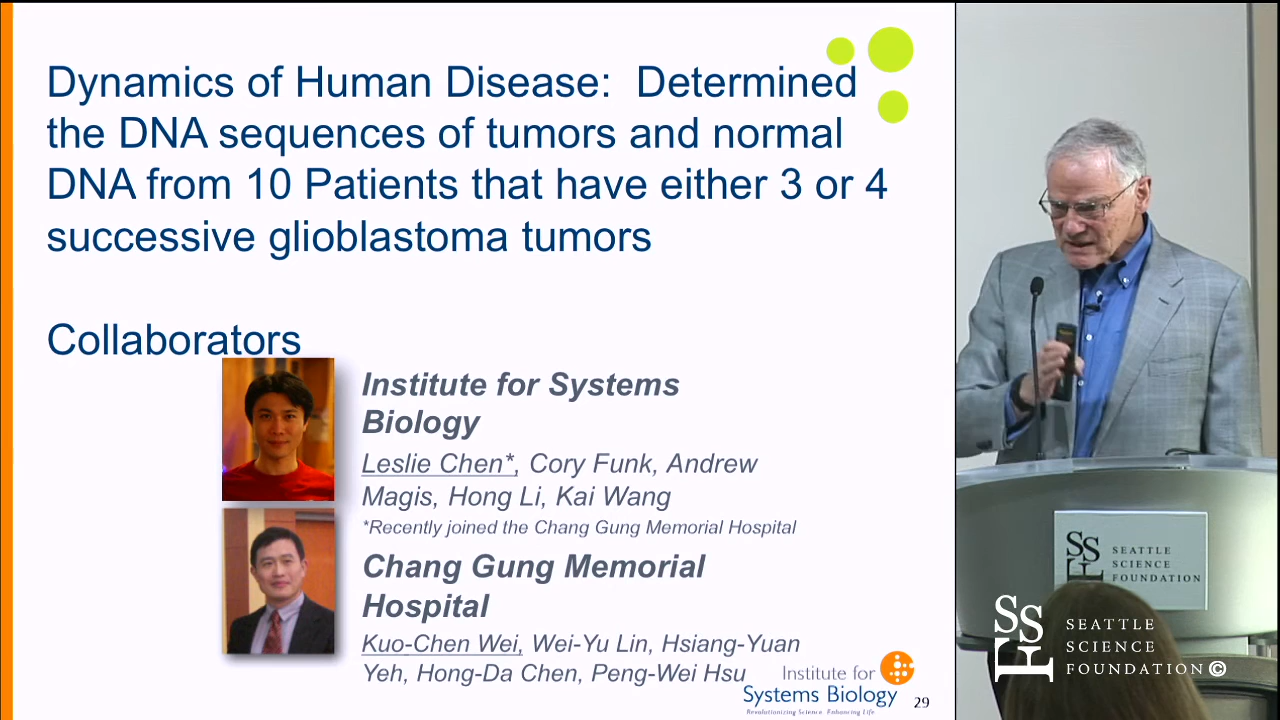 Dynamics of Human Disease: Determined
the DNA sequences of tumors and normal
DNA from 10 Patients that have either 3 or 4
successive glioblastoma tumors
Collaborators
Institute for Systems
Biology
Leslie Chen*, Cory Funk, Andrew
Magis, Hong Li, Kai Wang
*Recently joined the Chang Gung Memorial Hospital
Chang Gung Memorial
Hospital
Kuo-Chen Wei, Wei-Yu Lin, Hsiang-Yuan
Yeh, Hong-Da Chen, Peng-Wei Hsu
Institute for
Systems Biology
Revolutionizing Science. Enhancing Life.
29
SSF
SEATTLE
SCIENCE
FOUNDATION
SSF
SEATTLE
SCIENCE
FOUNDATION©